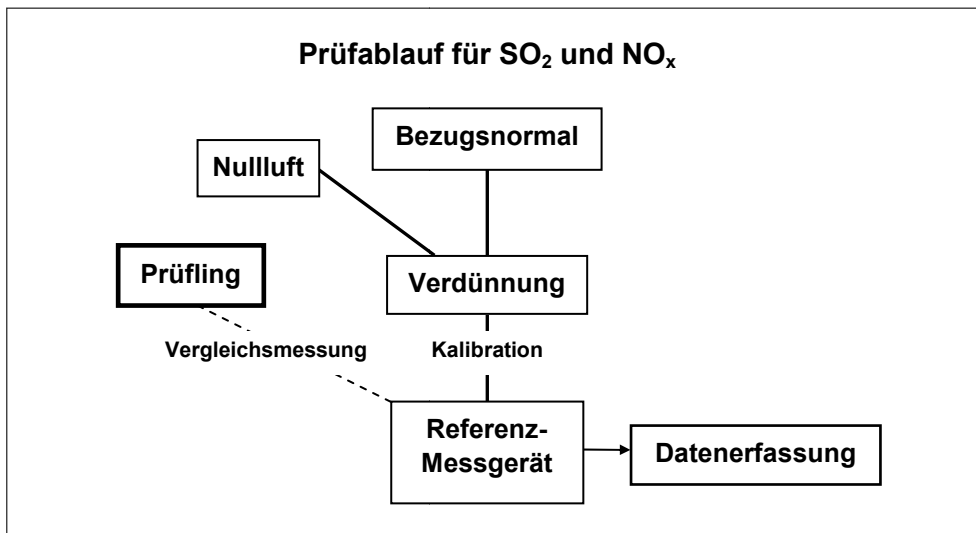 Prüfablauf für SO₂ und NOₓ
Bezugsnormal
Nullluft
Prüfling
Verdünnung
Vergleichsmessung
Kalibration
Referenz-
Messgerät
Datenerfassung